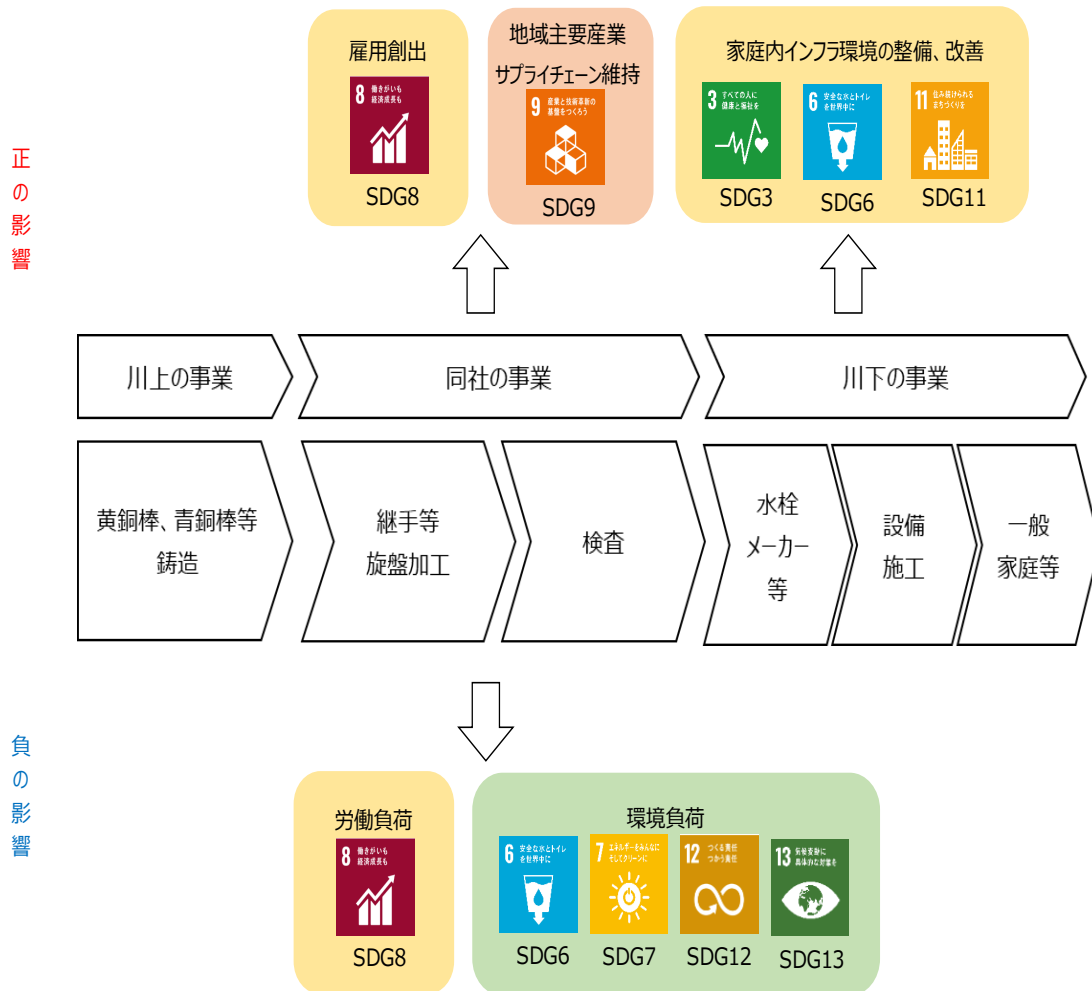 正の影響
雇用創出
8 働きがいも
経済成長も
SDG8
地域主要産業
サプライチェーン維持
9 産業と技術革新の
基盤をつくろう
SDG9
家庭内インフラ環境の整備、改善
3 すべての人に
健康と福祉を
SDG3
6 安全な水とトイレ
を世界中に
SDG6
11 住み続けられる
まちづくりを
SDG11
川上の事業
同社の事業
川下の事業
黄銅棒、青銅棒等
鋳造
継手等
旋盤加工
検査
水栓
メーカー
等
設備
施工
一般
家庭等
負の影響
労働負荷
8 働きがいも
経済成長も
SDG8
環境負荷
6 安全な水とトイレ
を世界中に
SDG6
7 エネルギーをみんなに
そしてクリーンに
SDG7
12 つくる責任
つかう責任
SDG12
13 気候変動に
具体的な対策を
SDG13